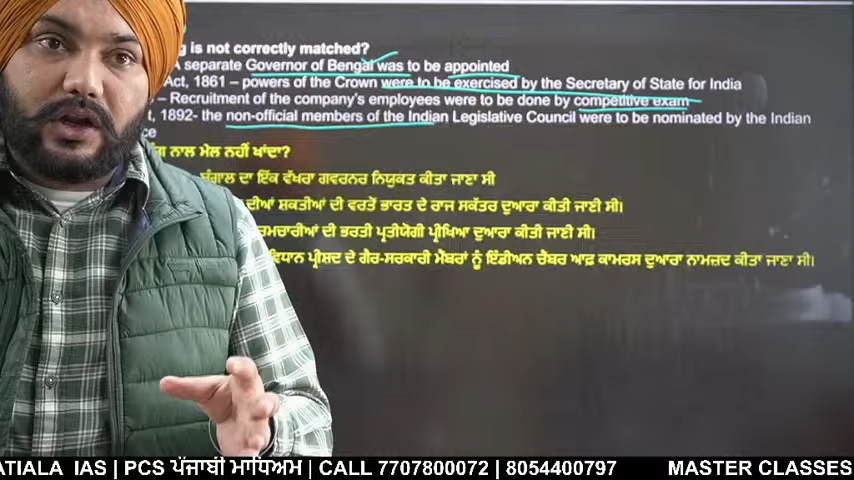 g is not correctly matched?
A separate Governor of Bengal was to be appointed
Act, 1861 – powers of the Crown were to be exercised by the Secretary of State for India
– Recruitment of the company's employees were to be done by competitive exam
, 1892- the non-official members of the Indian Legislative Council were to be nominated by the Indian
ce
ਨਾਲ ਮੇਲ ਨਹੀਂ ਖਾਂਦਾ?
ਬੰਗਾਲ ਦਾ ਇੱਕ ਵੱਖਰਾ ਗਵਰਨਰ ਨਿਯੁਕਤ ਕੀਤਾ ਜਾਣਾ ਸੀ
ਦੀਆਂ ਸ਼ਕਤੀਆਂ ਦੀ ਵਰਤੋਂ ਭਾਰਤ ਦੇ ਰਾਜ ਸਕੱਤਰ ਦੁਆਰਾ ਕੀਤੀ ਜਾਣੀ ਸੀ।
ਰਮਚਾਰੀਆਂ ਦੀ ਭਰਤੀ ਪ੍ਰਤੀਯੋਗੀ ਪ੍ਰੀਖਿਆ ਦੁਆਰਾ ਕੀਤੀ ਜਾਣੀ ਸੀ।
ਵਿਧਾਨ ਪ੍ਰੀਸ਼ਦ ਦੇ ਗੈਰ-ਸਰਕਾਰੀ ਮੈਂਬਰਾਂ ਨੂੰ ਇੰਡੀਅਨ ਚੈਂਬਰ ਆਫ਼ ਕਾਮਰਸ ਦੁਆਰਾ ਨਾਮਜ਼ਦ ਕੀਤਾ ਜਾਣਾ ਸੀ।
ATIALA IAS | PCS ਪੰਜਾਬੀ ਮਾਧਿਅਮ | CALL 7707800072 | 8054400797 MASTER CLASSES